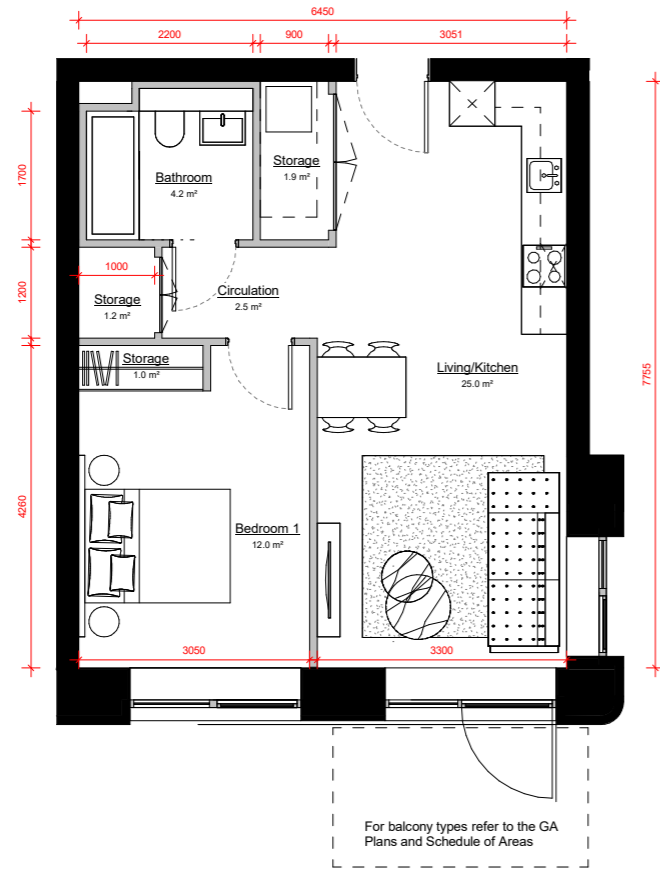 6450
2200
900
3051
1700
1200
4260
7755
Bathroom
4.2 m²
Storage
1.9 m²
1000
Storage
1.2 m²
Circulation
2.5 m²
Storage
1.0 m²
Living/Kitchen
25.0 m²
Bedroom 1
12.0 m²
3050
3300
For balcony types refer to the GA
Plans and Schedule of Areas